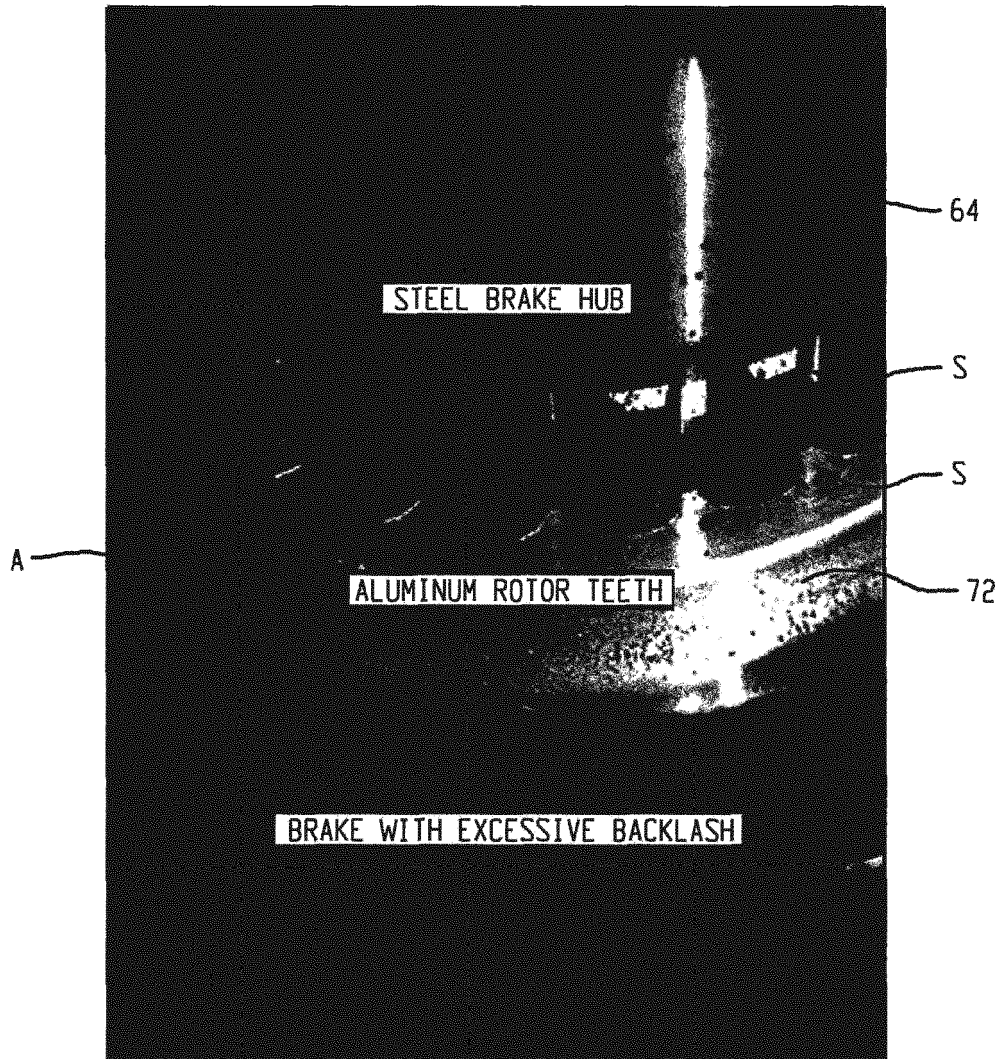 64
STEEL BRAKE HUB
S
S
A
ALUMINUM ROTOR TEETH
72
BRAKE WITH EXCESSIVE BACKLASH